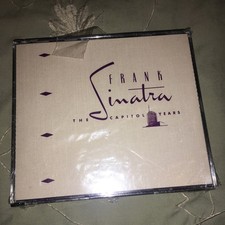 FRANK
Sinatra
THE CAPITOL YEARS